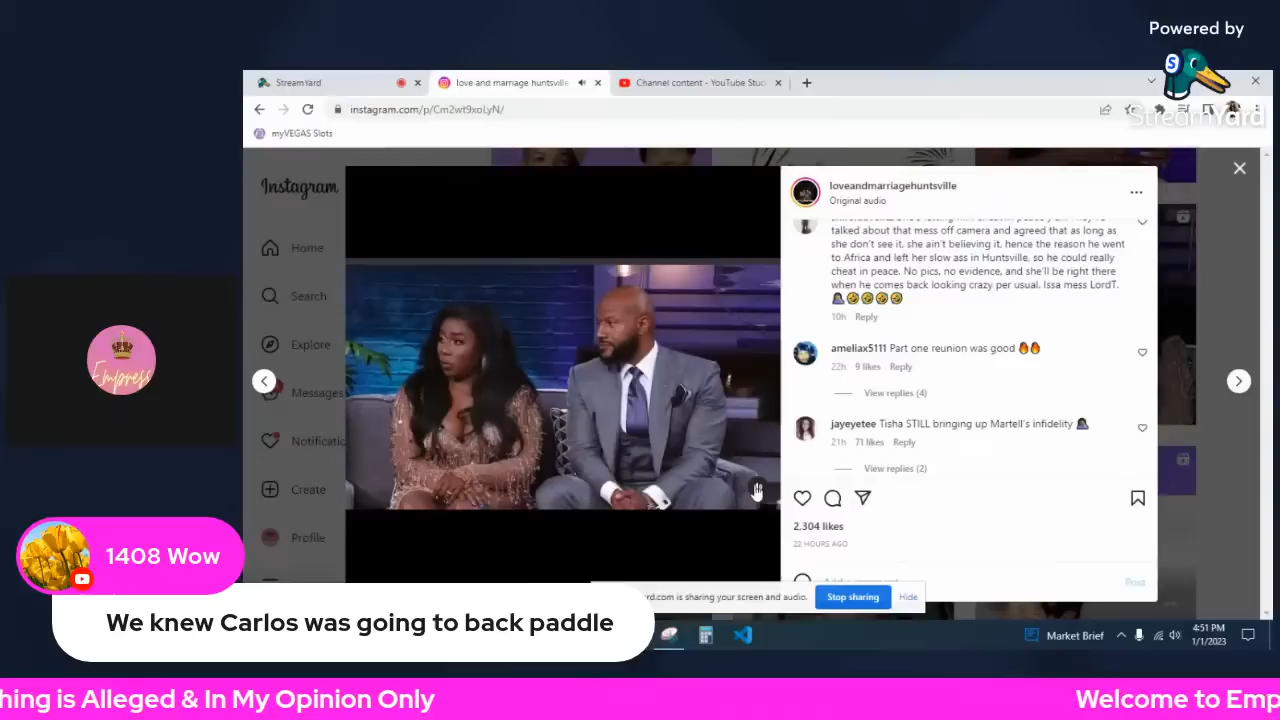 Powered by
StreamYard
StreamYard
love and marriage huntsville
Channel content - YouTube Stud
instagram.com/p/Cm2wt9xoLyN/
myVEGAS Slots
Instagram
Home
Search
Explore
Messages
Notificatio
Create
Profile
loveandmarriagehuntsville
Original audio
talked about that mess off camera and agreed that as long as
she don't see it, she ain't believing it, hence the reason he went
to Africa and left her slow ass in Huntsville, so he could really
cheat in peace. No pics, no evidence, and she'll be right there
when he comes back looking crazy per usual. Issa mess LordT.
🤦🏿‍♀️🤣🤣🤣🤣
10h Reply
ameliax5111 Part one reunion was good 🔥🔥
22h 9 likes Reply
View replies (4)
jayeyetee Tisha STILL bringing up Martell's infidelity 🤦🏿‍♀️
21h 71 likes Reply
View replies (2)
2,304 likes
22 HOURS AGO
Post
rd.com is sharing your screen and audio.
Stop sharing
Hide
Empress
1408 Wow
We knew Carlos was going to back paddle
Market Brief
4:51 PM
1/1/2023
hing is Alleged & In My Opinion Only
Welcome to Emp